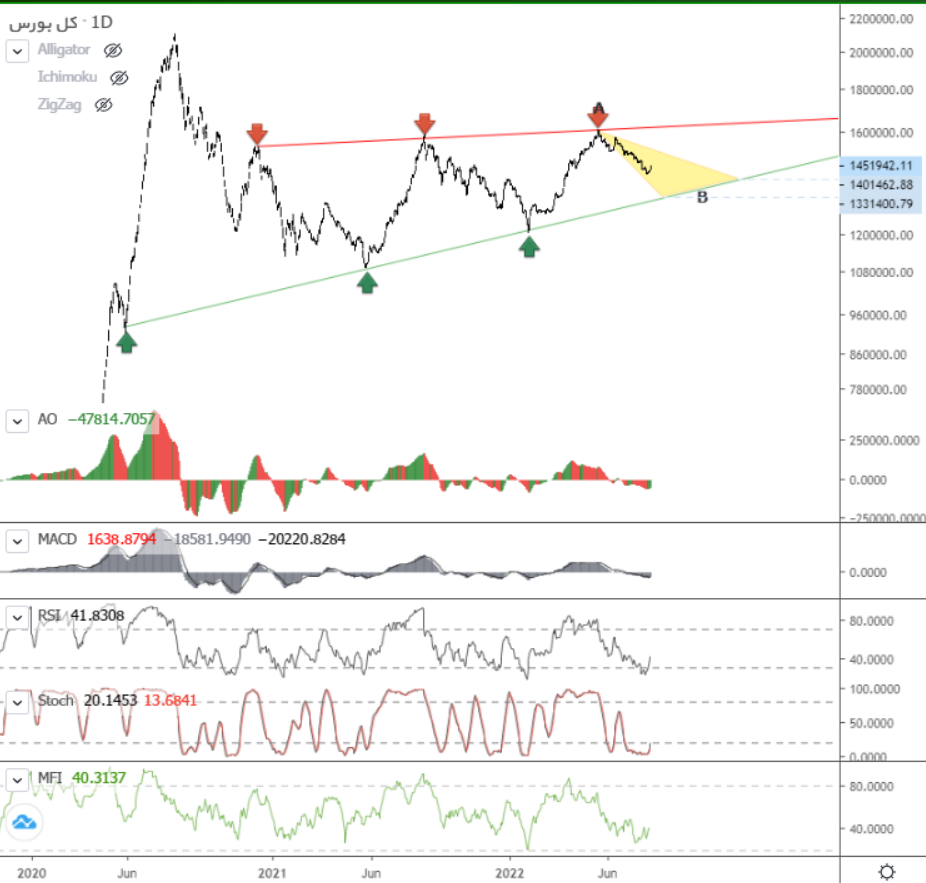 کل بورس · 1D
Alligator
Ichimoku
ZigZag
A
B
2200000.00
2000000.00
1800000.00
1600000.00
1451942.11
1401462.88
1331400.79
1200000.00
1080000.00
960000.00
860000.00
780000.00
AO −47814.7057
250000.0000
0.0000
−250000.0000
MACD 1638.8794 −18581.9490 −20220.8284
0.0000
RSI 41.8308
80.0000
40.0000
Stoch 20.1453 13.6841
100.0000
50.0000
0.0000
MFI 40.3137
80.0000
40.0000
2020 Jun 2021 Jun 2022 Jun